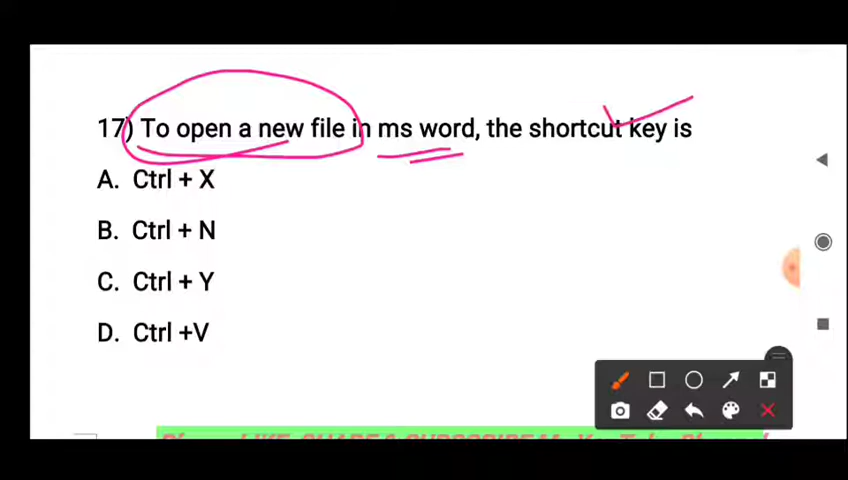 17) To open a new file in ms word, the shortcut key is
A. Ctrl + X
B. Ctrl + N
C. Ctrl + Y
D. Ctrl +V